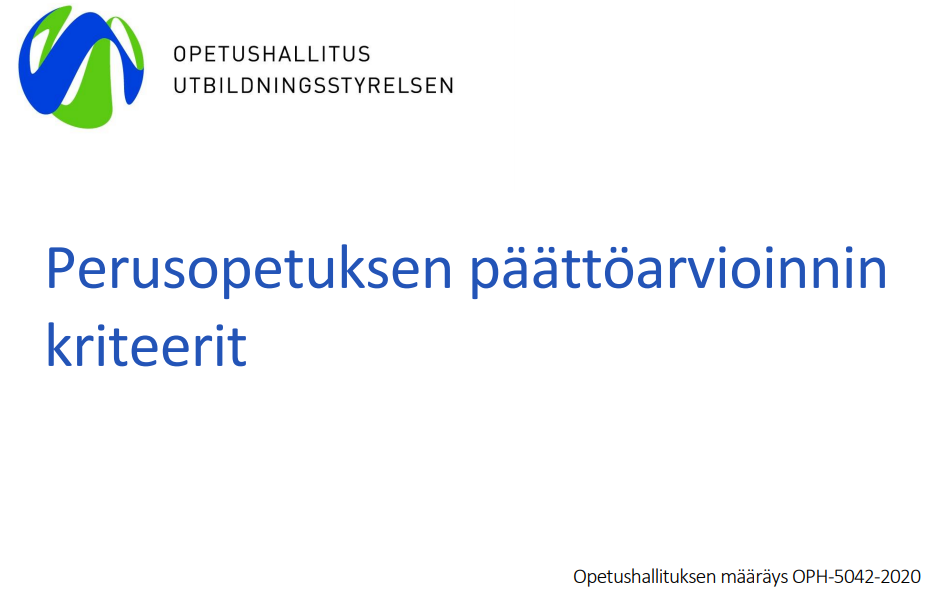 OPETUSHALLITUS
UTBILDNINGSSTYRELSEN
Perusopetuksen päättöarvioinnin
kriteerit
Opetushallituksen määräys OPH-5042-2020